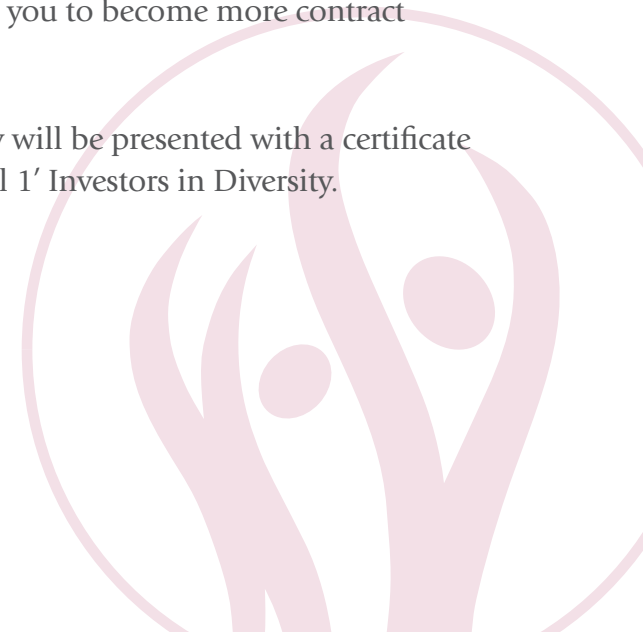 you to become more contract
will be presented with a certificate
1’ Investors in Diversity.